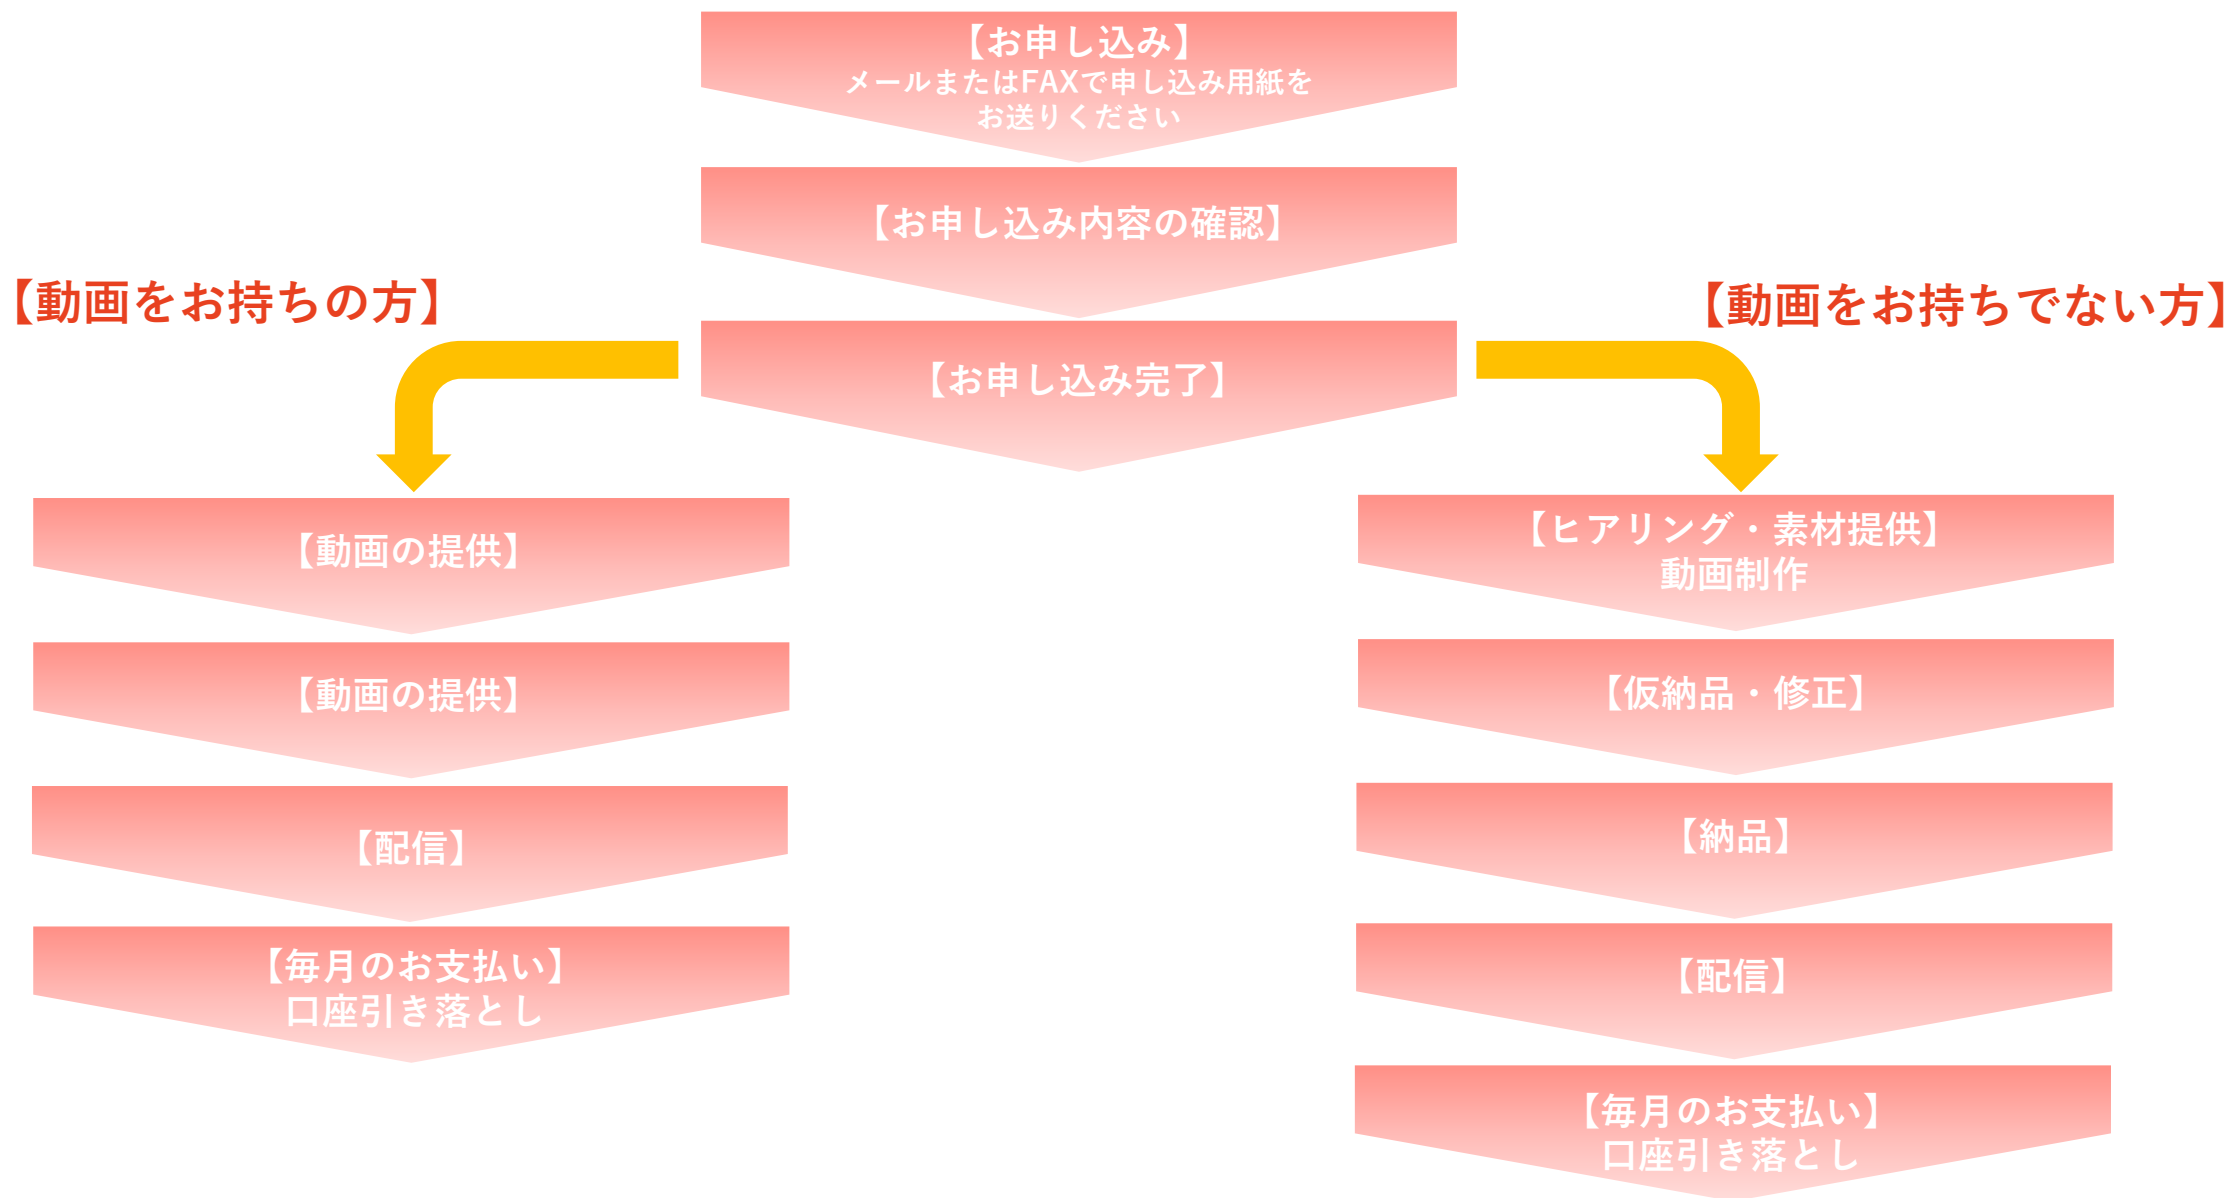 【お申し込み】
メールまたはFAXで申し込み用紙を
お送りください
【お申し込み内容の確認】
【お申し込み完了】
【動画をお持ちの方】
【動画の提供】
【動画の提供】
【配信】
【毎月のお支払い】
口座引き落とし
【動画をお持ちでない方】
【ヒアリング・素材提供】
動画制作
【仮納品・修正】
【納品】
【配信】
【毎月のお支払い】
口座引き落とし